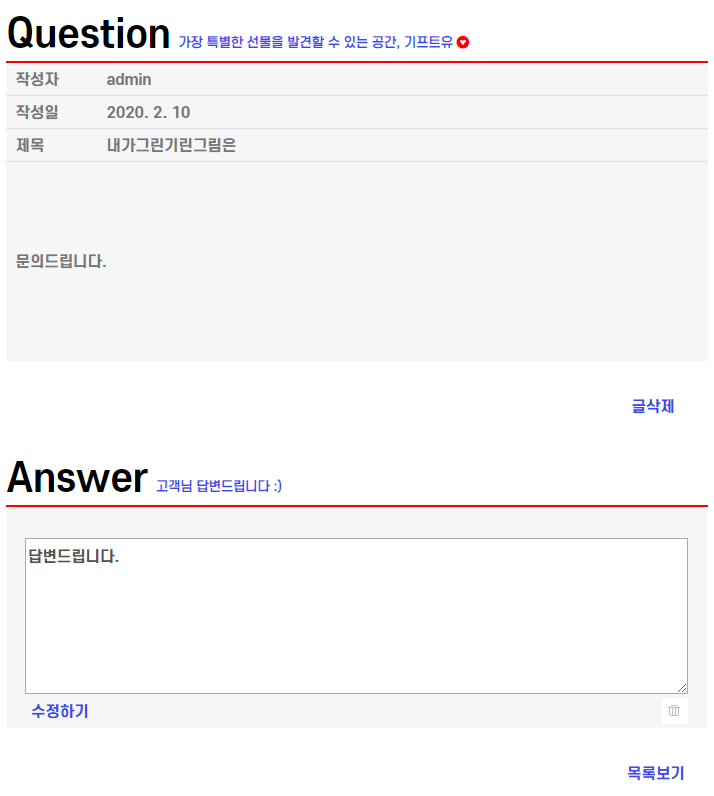 Question 가장 특별한 선물을 발견할 수 있는 공간, 기프트유
작성자 admin
작성일 2020. 2. 10
제목 내가그린기린그림은
문의드립니다.
글삭제
Answer 고객님 답변드립니다 :)
답변드립니다.
수정하기
목록보기